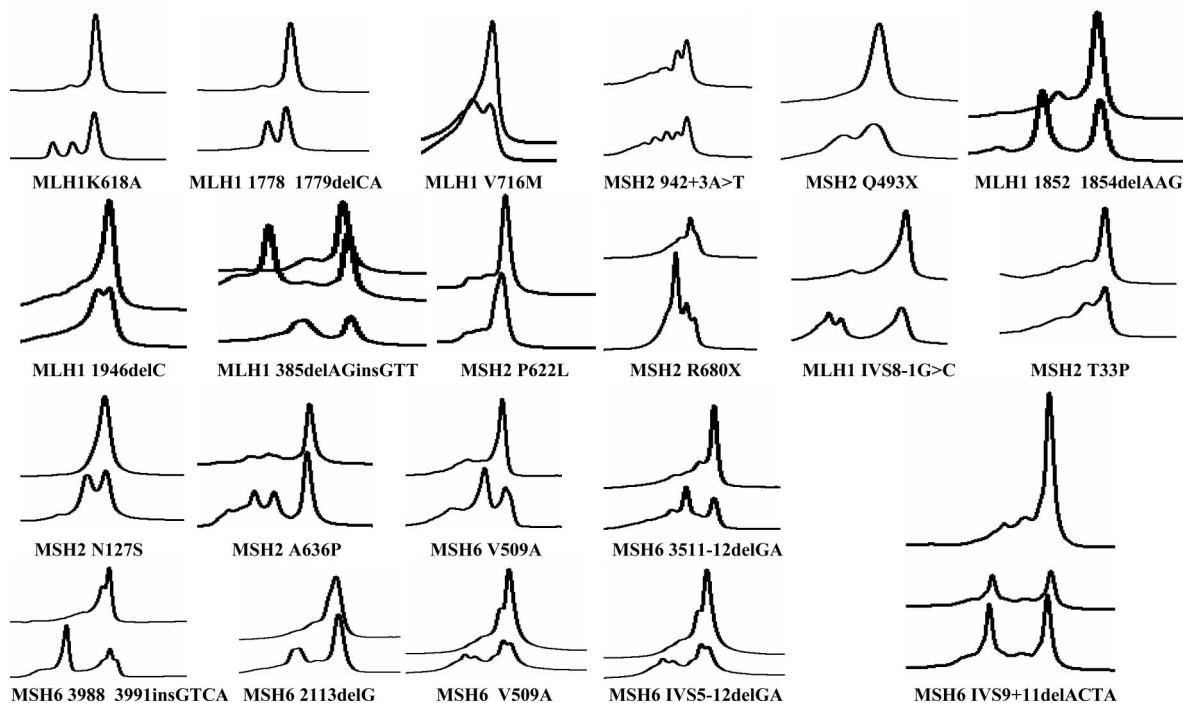 MLH1K618A
MLH1 1778 1779delCA
MLH1 V716M
MSH2 942+3A>T
MSH2 Q493X
MLH1 1852 1854delAAG
MLH1 1946delC
MLH1 385delAGinsGTT
MSH2 P622L
MSH2 R680X
MLH1 IVS8-1G>C
MSH2 T33P
MSH2 N127S
MSH2 A636P
MSH6 V509A
MSH6 3511-12delGA
MSH6 3988 3991insGTCA
MSH6 2113delG
MSH6 V509A
MSH6 IVS5-12delGA
MSH6 IVS9+11delACTA